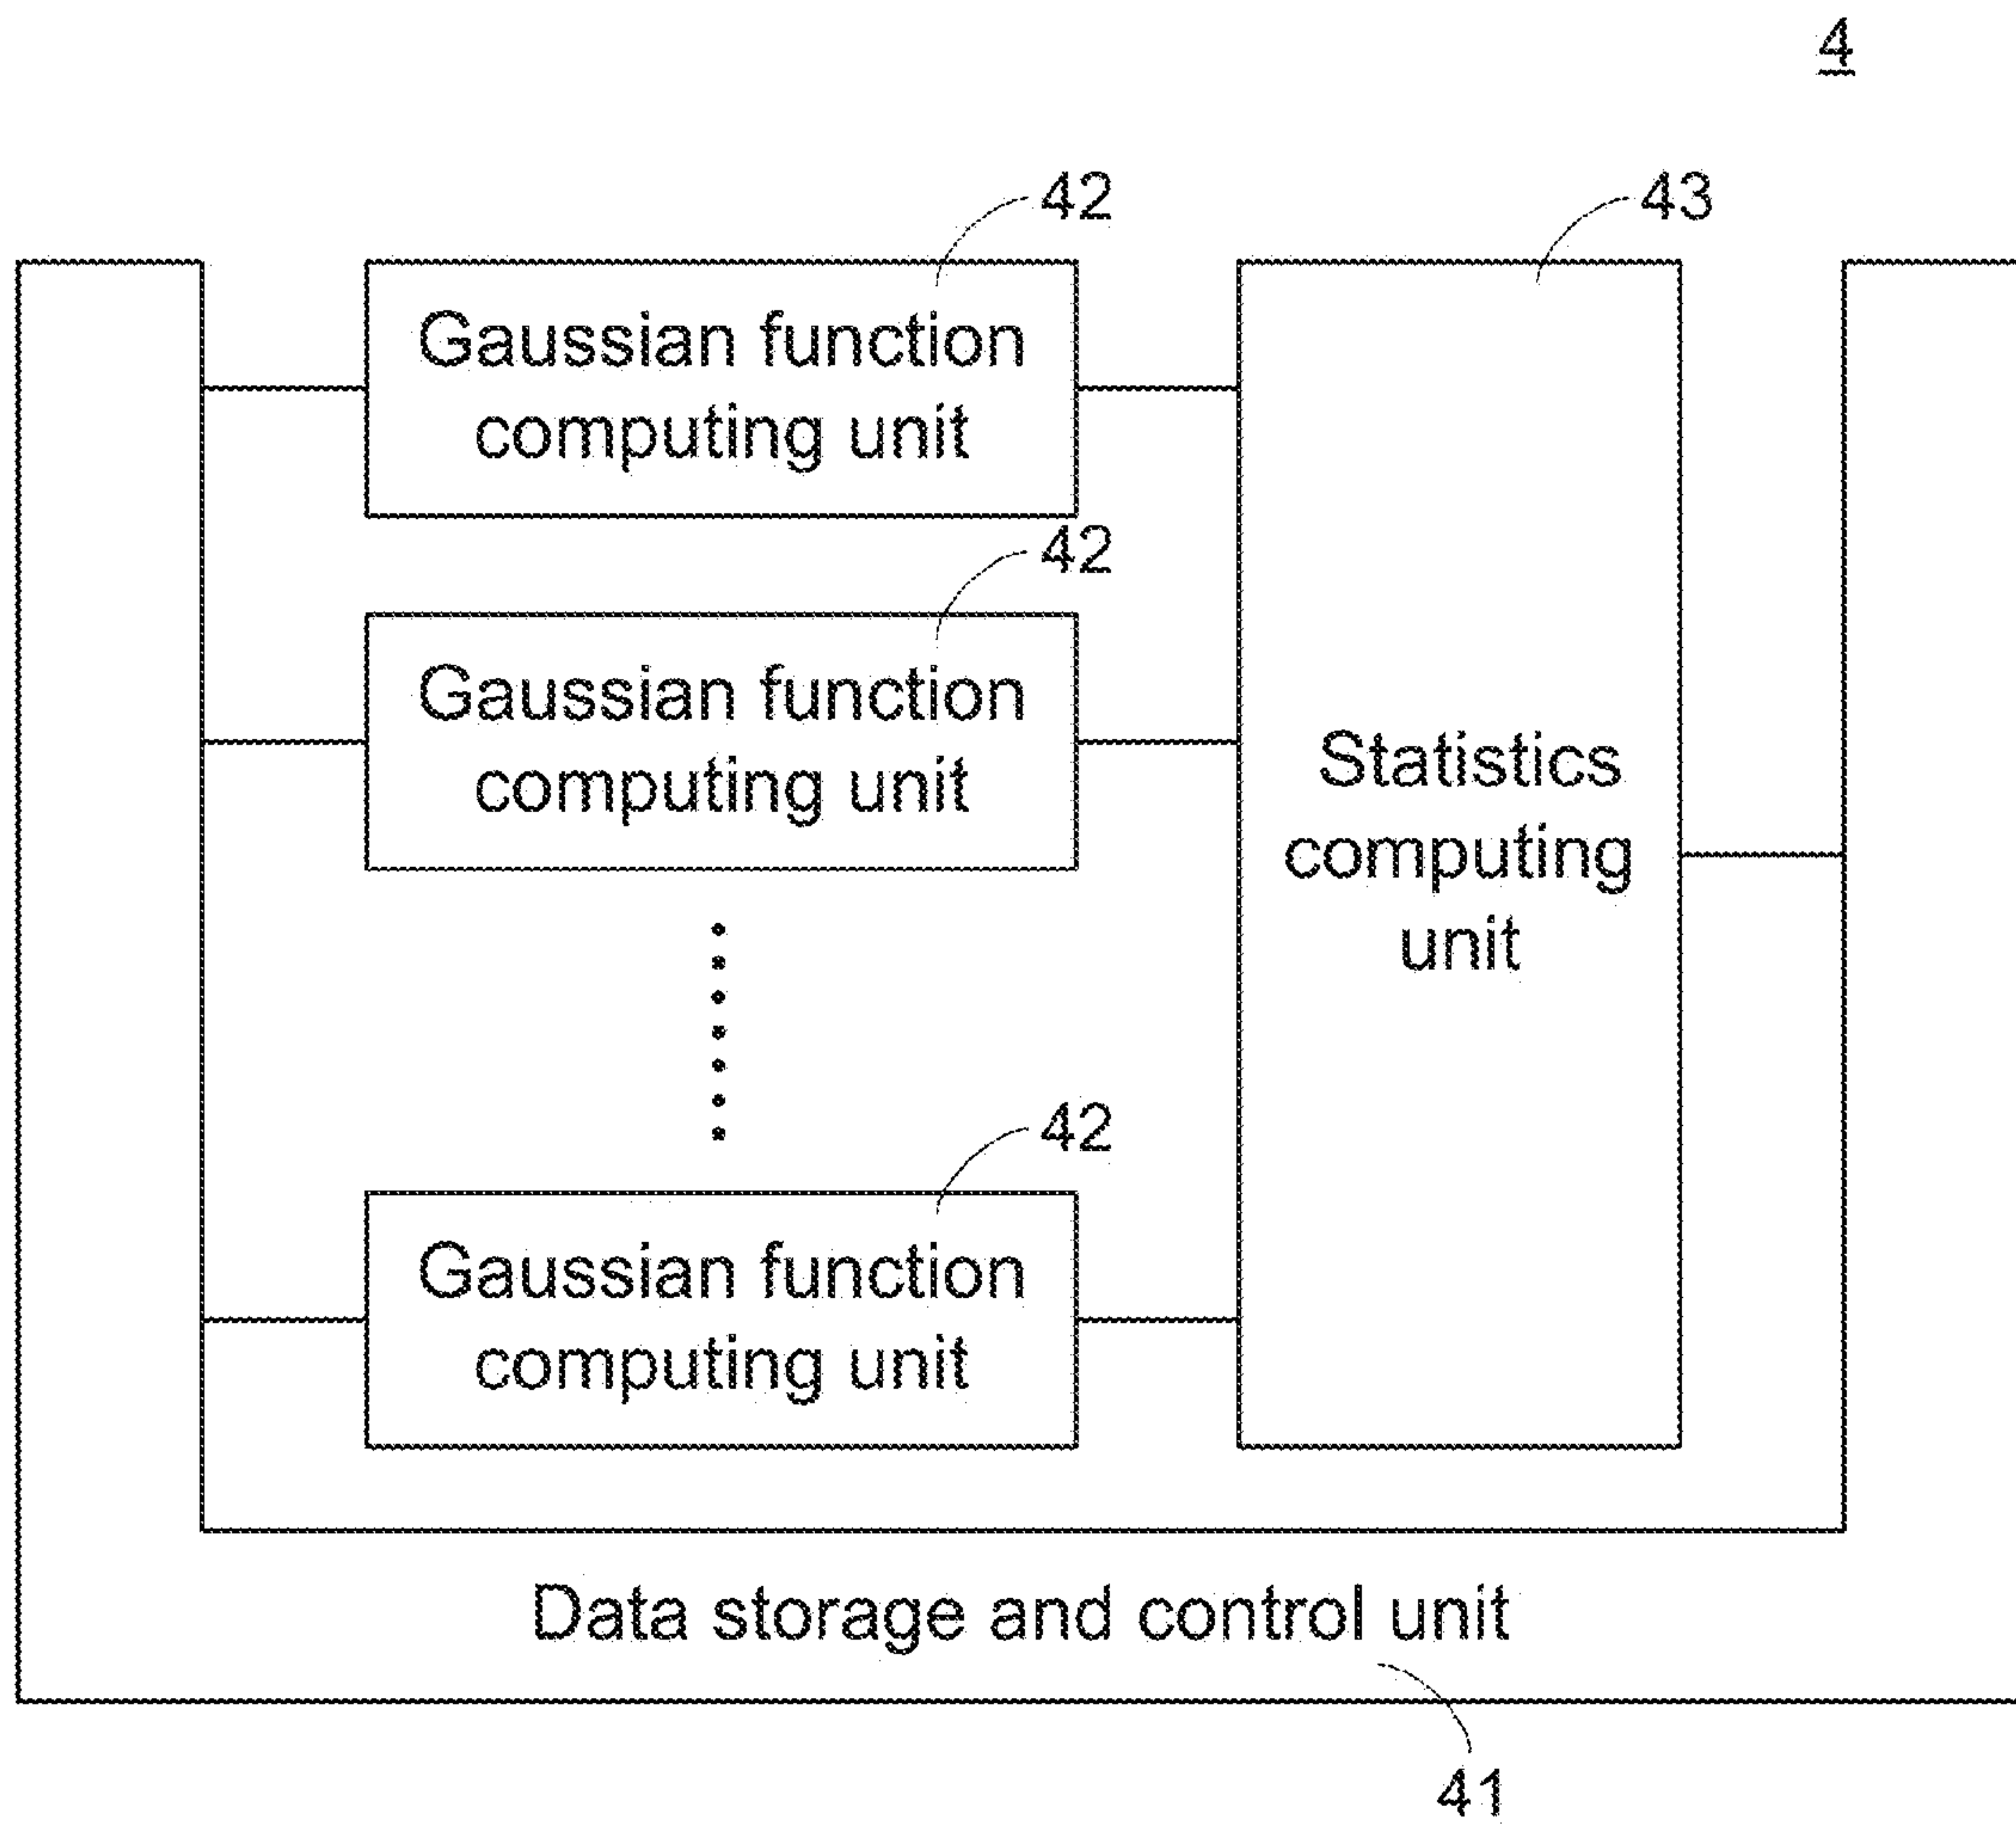 4
42
43
Gaussian function
computing unit
42
Gaussian function
computing unit
Statistics
computing
unit
42
Gaussian function
computing unit
Data storage and control unit
41